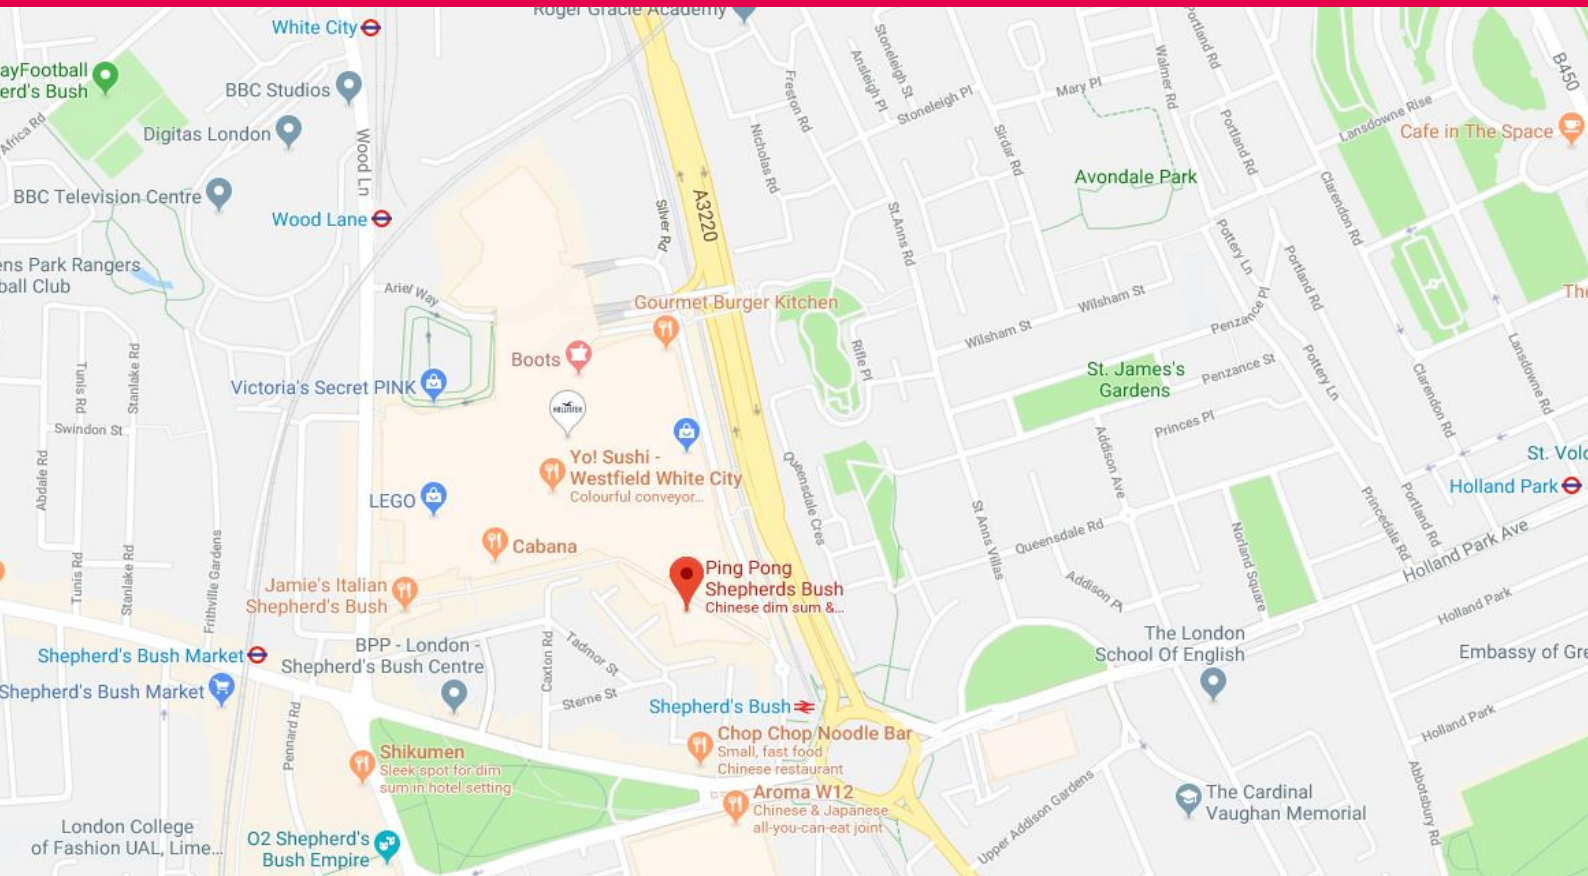 Roger Gracie Academy
White City
ayFootball
erd's Bush
BBC Studios
Digitas London
Africa Rd
Wood Ln
BBC Television Centre
Wood Lane
ens Park Rangers
ball Club
Ariel Way
Silver Rd
A3220
Nicholas Rd
Freston Rd
Ansleigh Pl
Stoneleigh St
Stoneleigh Pl
Sirdar Rd
Mary Pl
Walmer Rd
Portland Rd
Portland Rd
Lansdowne Rise
B450
Cafe in The Space
Avondale Park
St Anns Rd
Clarendon Rd
Pottery Ln
Portland Rd
Wilsham St
Wilsham St
Penzance Pl
The
Gourmet Burger Kitchen
Boots
Victoria's Secret PINK
HOLLISTER
Rifle Pl
St. James's
Gardens
Penzance St
Pottery Ln
Clarendon Rd
Lansdowne Rd
Princes Pl
Addison Ave
Tunis Rd
Stanlake Rd
Swindon St
Abdale Rd
Yo! Sushi -
Westfield White City
Colourful conveyor...
LEGO
Cabana
Queensdale Cres
St Anns Villas
Queensdale Rd
Norland Square
Princedale Rd
Portland Rd
St. Volo
Holland Park
Holland Park Ave
Tunis Rd
Stanlake Rd
Frithville Gardens
Jamie's Italian
Shepherd's Bush
Ping Pong
Shepherds Bush
Chinese dim sum &...
Addison Pl
Holland Park
The London
School Of English
Embassy of Gre
Shepherd's Bush Market
Shepherd's Bush Market
BPP - London -
Shepherd's Bush Centre
Caxton Rd
Tadmor St
Sterne St
Shepherd's Bush
Holland Park
Pennard Rd
Shikumen
Sleek spot for dim
sum in hotel setting
Chop Chop Noodle Bar
Small, fast food
Chinese restaurant
Aroma W12
Chinese & Japanese
all-you-can-eat joint
Upper Addison Gardens
The Cardinal
Vaughan Memorial
Abbotsbury Rd
London College
of Fashion UAL, Lime...
O2 Shepherd's
Bush Empire